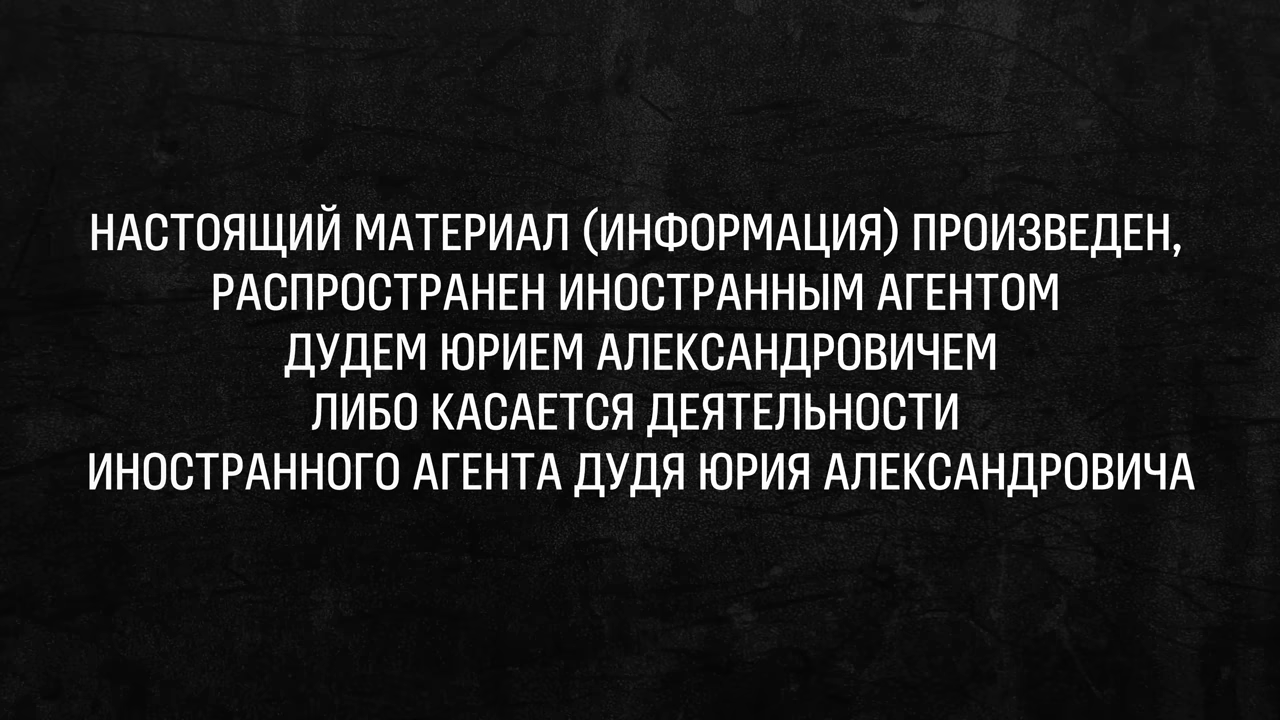 НАСТОЯЩИЙ МАТЕРИАЛ (ИНФОРМАЦИЯ) ПРОИЗВЕДЕН,
РАСПРОСТРАНЕН ИНОСТРАННЫМ АГЕНТОМ
ДУДЕМ ЮРИЕМ АЛЕКСАНДРОВИЧЕМ
ЛИБО КАСАЕТСЯ ДЕЯТЕЛЬНОСТИ
ИНОСТРАННОГО АГЕНТА ДУДЯ ЮРИЯ АЛЕКСАНДРОВИЧА